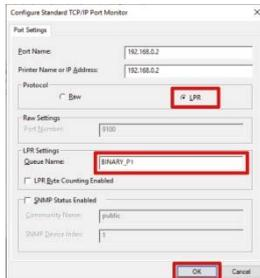 Configure Standard TCP/IP Port Monitor
Port Settings
Port Name: 192.168.0.2
Printer Name or IP Address: 192.168.0.2
Protocol
Raw LPR
Raw Settings
Port Number: 9100
LPR Settings
Queue Name: BINARY_P1
LPR Byte Counting Enabled
SNMP Status Enabled
Community Name: public
SNMP Device Index: 1
OK Cancel